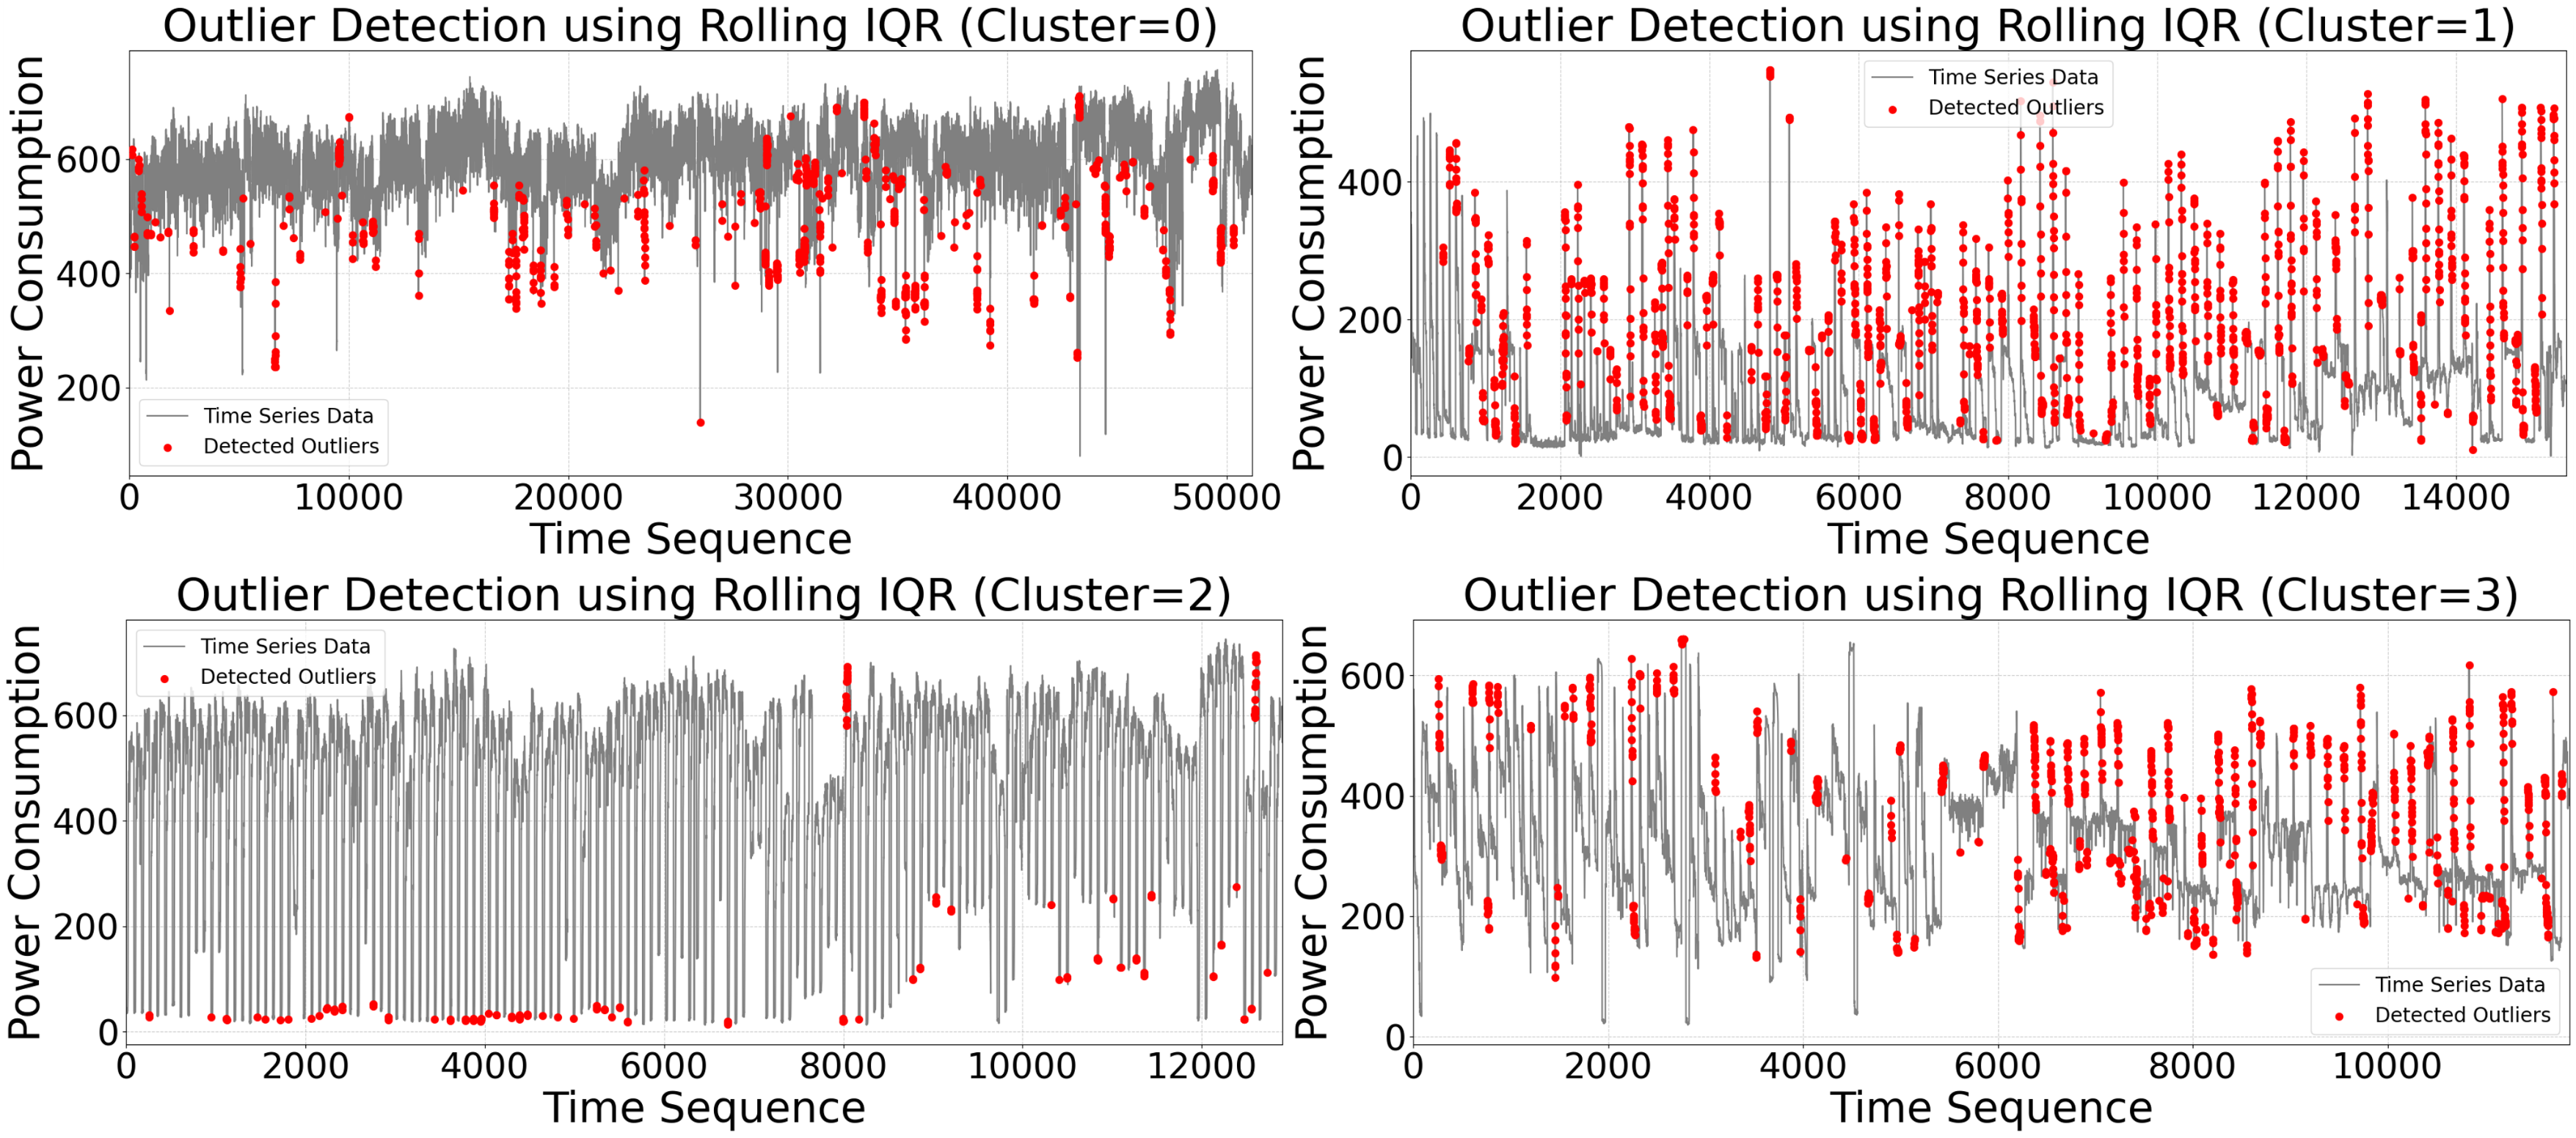 Outlier Detection using Rolling IQR (Cluster=0)
Power Consumption
600
400
200
Time Series Data
Detected Outliers
0 10000 20000 30000 40000 50000
Time Sequence
Outlier Detection using Rolling IQR (Cluster=1)
Power Consumption
400
200
0
Time Series Data
Detected Outliers
0 2000 4000 6000 8000 10000 12000 14000
Time Sequence
Outlier Detection using Rolling IQR (Cluster=2)
Power Consumption
600
400
200
0
Time Series Data
Detected Outliers
0 2000 4000 6000 8000 10000 12000
Time Sequence
Outlier Detection using Rolling IQR (Cluster=3)
Power Consumption
600
400
200
0
Time Series Data
Detected Outliers
0 2000 4000 6000 8000 10000
Time Sequence